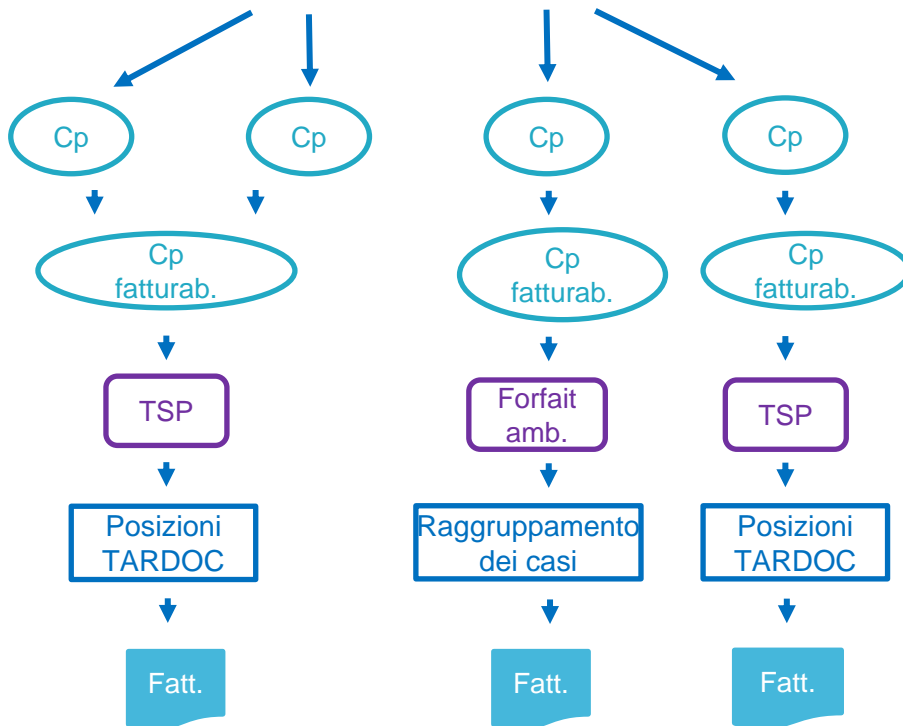 Cp
Cp
Cp
Cp
Cp
fatturab.
Cp
fatturab.
Cp
fatturab.
TSP
Forfait
amb.
TSP
Posizioni
TARDOC
Raggruppamento
dei casi
Posizioni
TARDOC
Fatt.
Fatt.
Fatt.